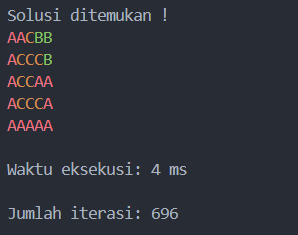 Solusi ditemukan !
AACBB
ACCCB
ACCAA
ACCCA
AAAAA
Waktu eksekusi: 4 ms
Jumlah iterasi: 696